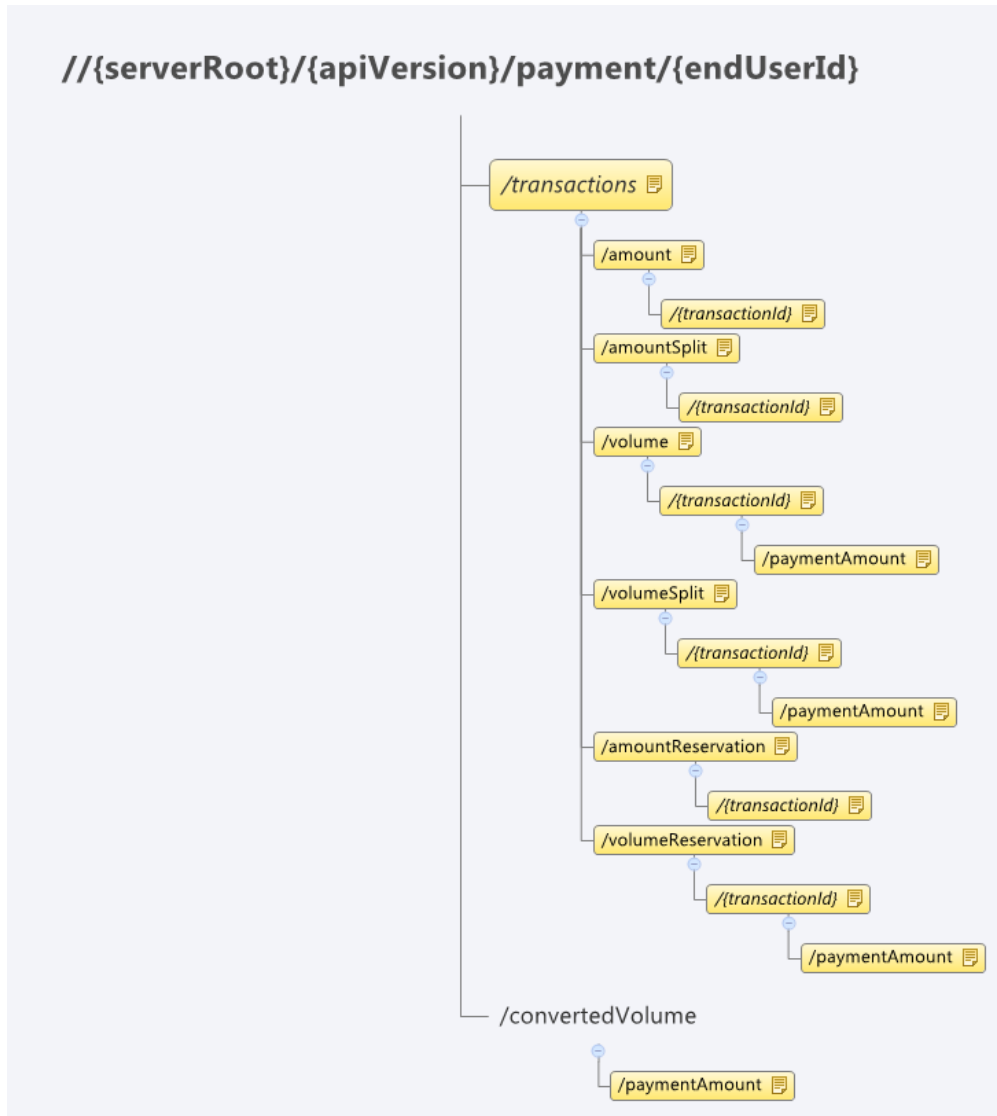 //{serverRoot}/{apiVersion}/payment/{endUserId}
/transactions
/amount
/{transactionId}
/amountSplit
/{transactionId}
/volume
/{transactionId}
/paymentAmount
/volumeSplit
/{transactionId}
/paymentAmount
/amountReservation
/{transactionId}
/volumeReservation
/{transactionId}
/paymentAmount
/convertedVolume
/paymentAmount